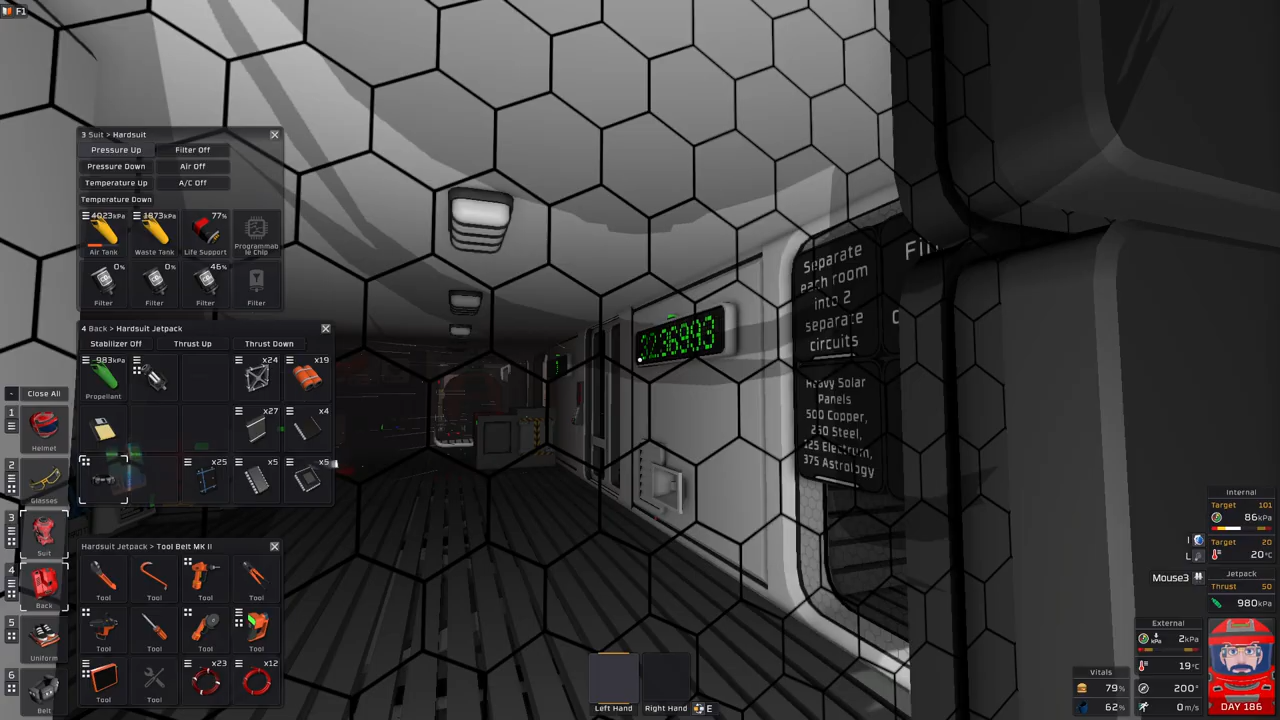 F1
3 Suit > Hardsuit
Pressure Up
Filter Off
Pressure Down
Air Off
Temperature Up
A/C Off
Temperature Down
4023kPa
1873kPa
77%
Air Tank
Waste Tank
Life Support
Programmable Chip
0%
0%
46%
Filter
Filter
Filter
Filter
4 Back > Hardsuit Jetpack
Stabilizer Off
Thrust Up
Thrust Down
983kPa
x24
x19
Propellant
x27
x4
x25
x5
x5
Hardsuit Jetpack > Tool Belt MK II
Tool
Tool
Tool
Tool
Tool
Tool
Tool
Tool
x23
x12
Tool
Tool
Tool
Tool
- Close All
1
Helmet
2
Glasses
3
Suit
4
Back
5
Uniform
6
Belt
Separate
each room
into 2
separate
circuits
Heavy Solar
Panels
500 Copper,
250 Steel,
125 Electrum,
375 Astrology
Left Hand
Right Hand
E
Mouse3
Internal
Target 101
86kPa
Target 20
20°C
Jetpack
Thrust 50
980kPa
External
kPa
2kPa
19°C
200°
0m/s
Vitals
79%
62%
DAY 186